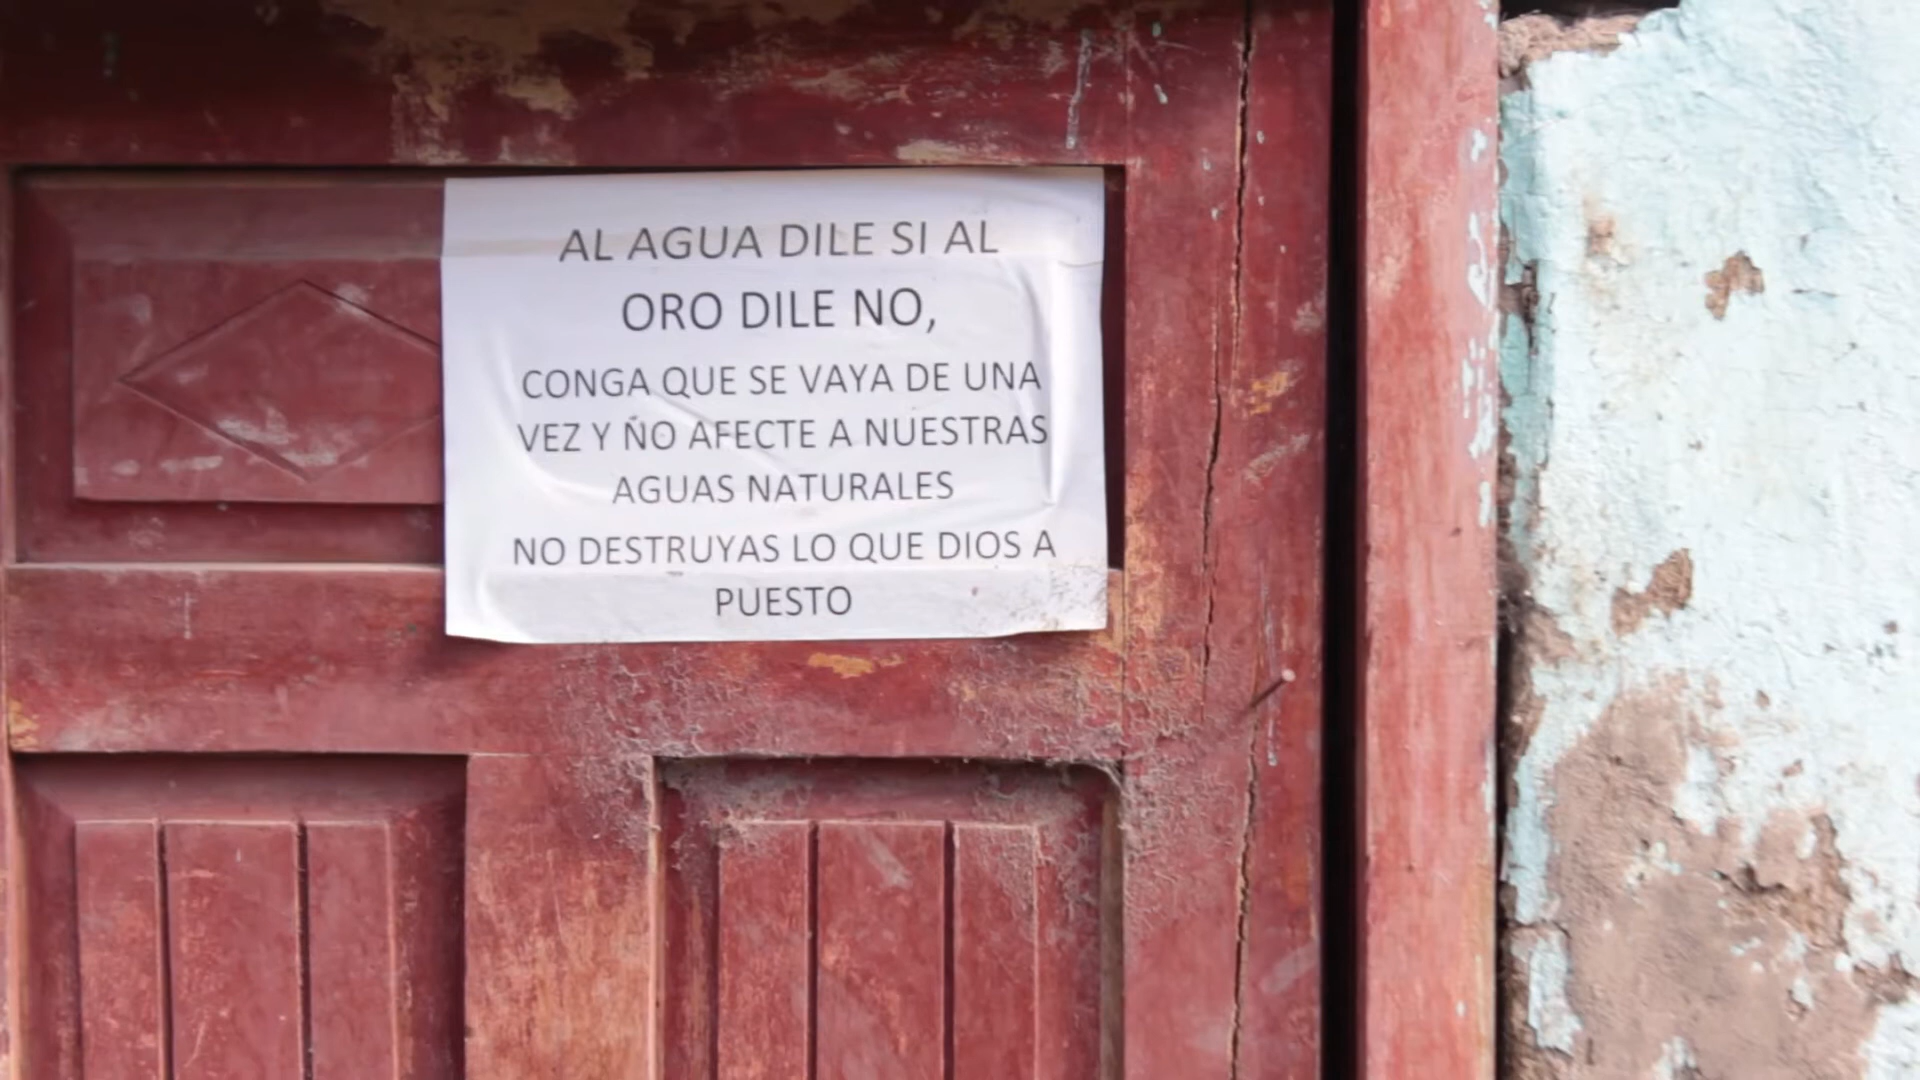 AL AGUA DILE SI AL
ORO DILE NO,
CONGA QUE SE VAYA DE UNA
VEZ Y ÑO AFECTE A NUESTRAS
AGUAS NATURALES
NO DESTRUYAS LO QUE DIOS A
PUESTO